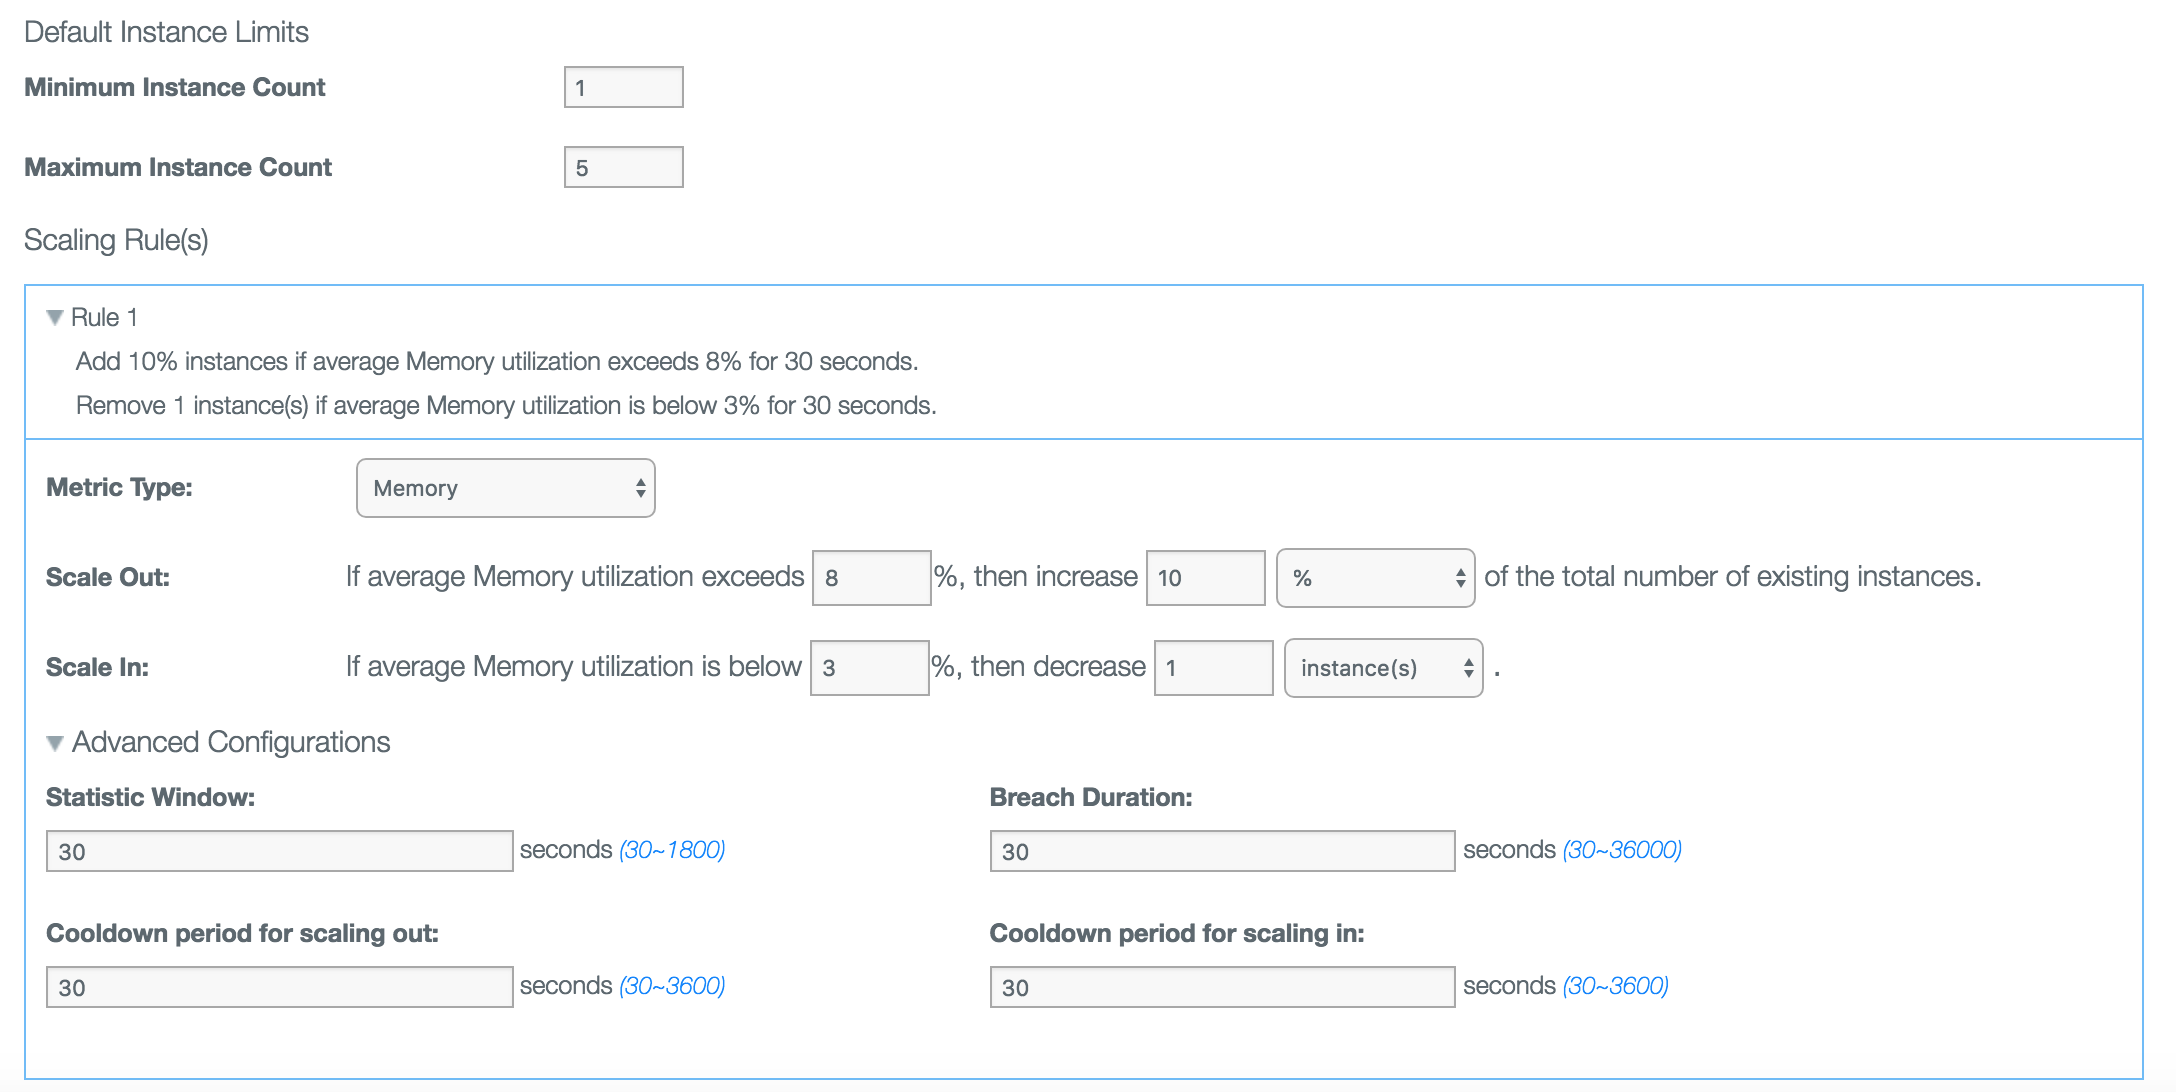 Default Instance Limits
Minimum Instance Count 1
Maximum Instance Count 5
Scaling Rule(s)
Rule 1
Add 10% instances if average Memory utilization exceeds 8% for 30 seconds.
Remove 1 instance(s) if average Memory utilization is below 3% for 30 seconds.
Metric Type: Memory
Scale Out: If average Memory utilization exceeds 8 %, then increase 10 % of the total number of existing instances.
Scale In: If average Memory utilization is below 3 %, then decrease 1 instance(s) .
Advanced Configurations
Statistic Window: Breach Duration:
30 seconds (30~1800) 30 seconds (30~36000)
Cooldown period for scaling out: Cooldown period for scaling in:
30 seconds (30~3600) 30 seconds (30~3600)